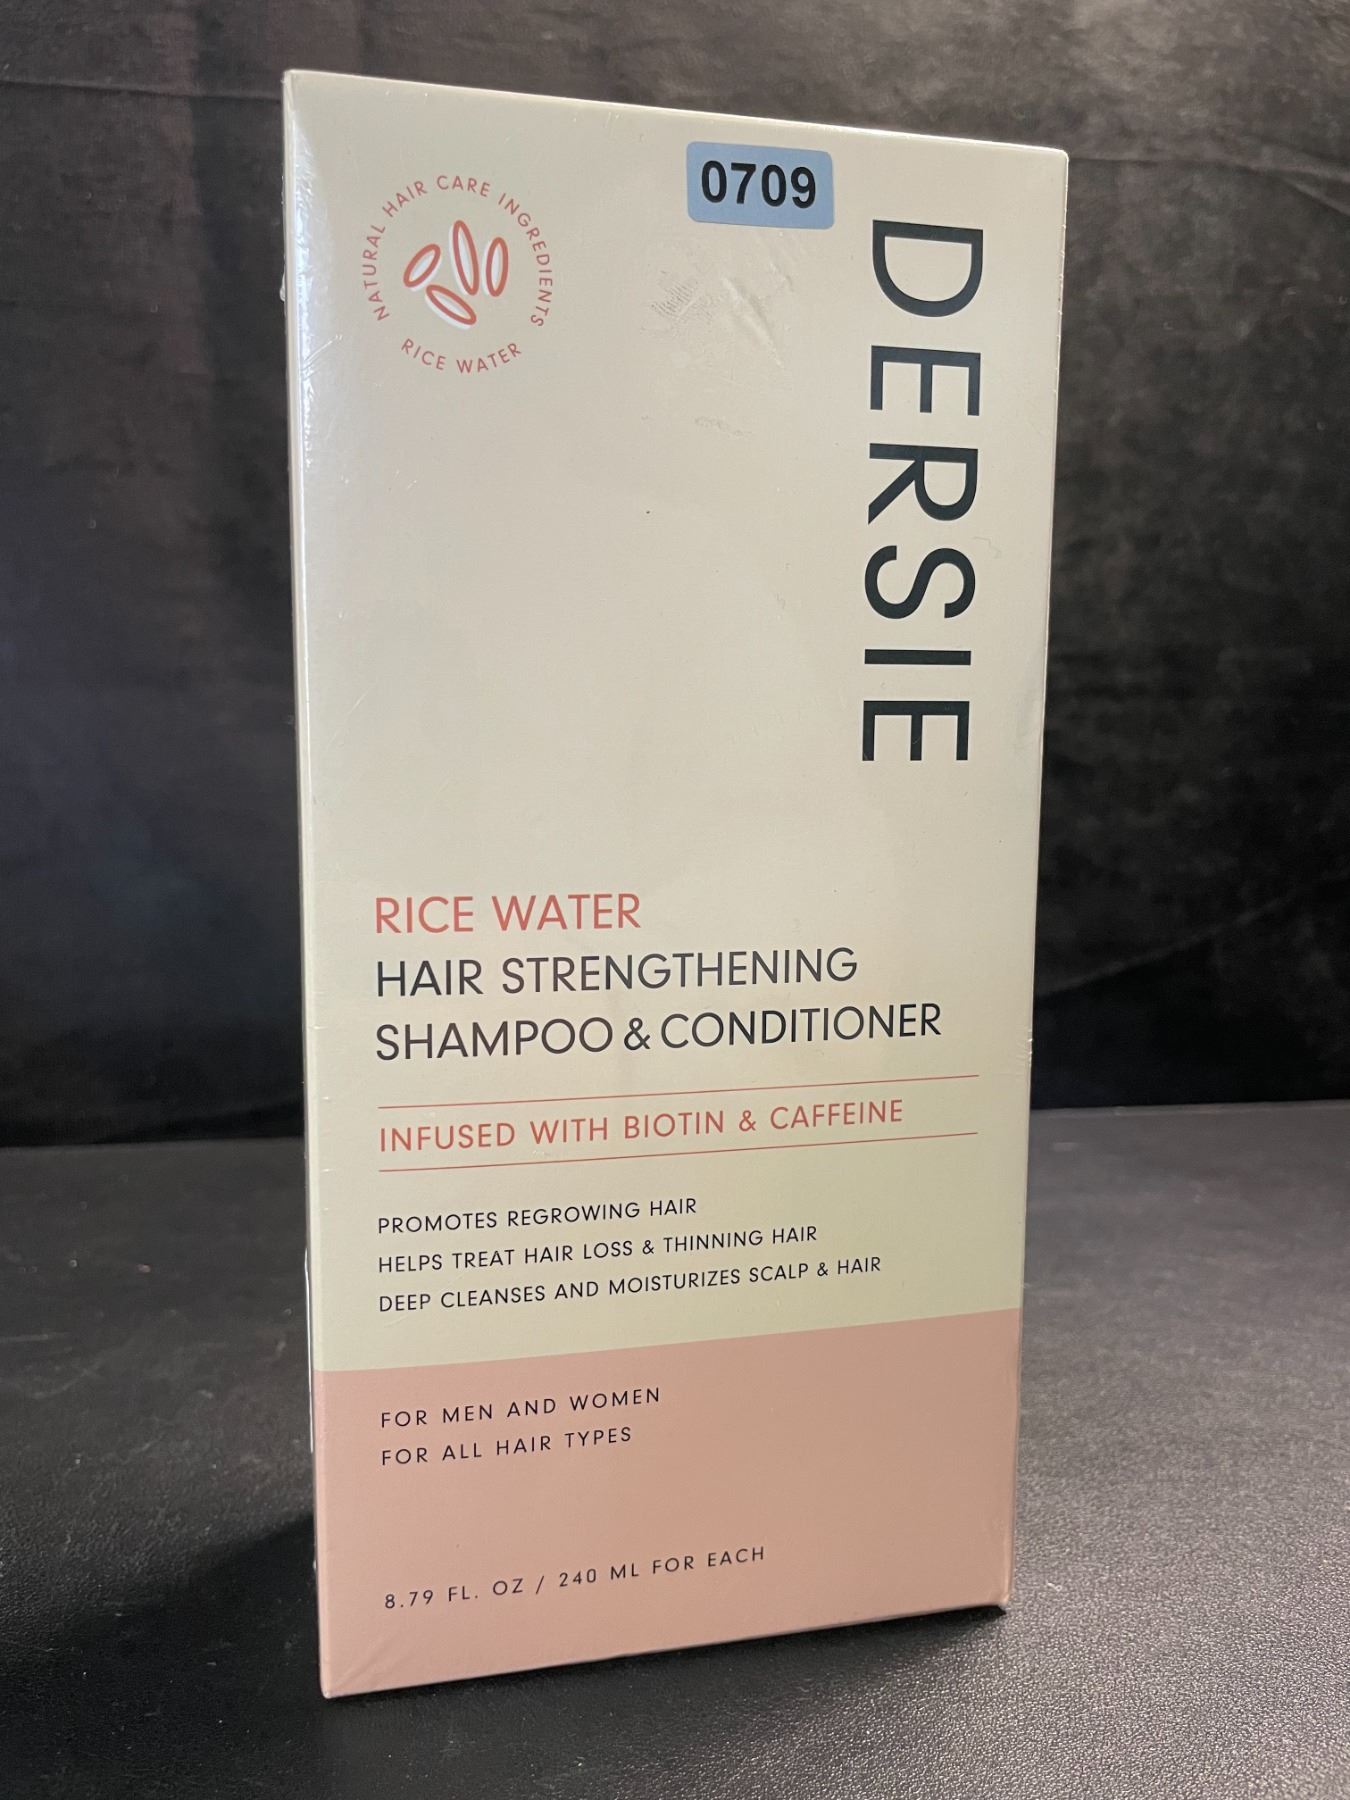 NATURAL HAIR CARE INGREDIENTS
RICE WATER
0709
DERSIE
RICE WATER
HAIR STRENGTHENING
SHAMPOO & CONDITIONER
INFUSED WITH BIOTIN & CAFFEINE
PROMOTES REGROWING HAIR
HELPS TREAT HAIR LOSS & THINNING HAIR
DEEP CLEANSES AND MOISTURIZES SCALP & HAIR
FOR MEN AND WOMEN
FOR ALL HAIR TYPES
8.79 FL. OZ / 240 ML FOR EACH